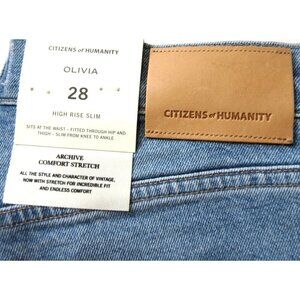 CITIZENS of HUMANITY
OLIVIA
28
HIGH RISE SLIM
SITS AT THE WAIST – FITTED THROUGH HIP AND
THIGH – SLIM FROM KNEE TO ANKLE
ARCHIVE
COMFORT STRETCH
ALL THE STYLE AND CHARACTER OF VINTAGE,
NOW WITH STRETCH FOR INCREDIBLE FIT
AND ENDLESS COMFORT
CITIZENS of HUMANITY